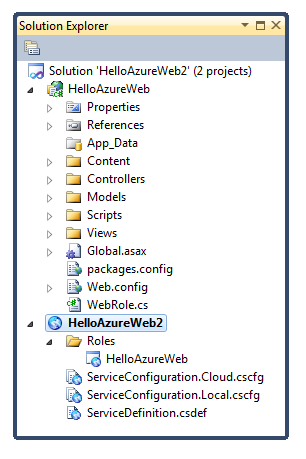 Solution Explorer
Solution 'HelloAzureWeb2' (2 projects)
HelloAzureWeb
Properties
References
App_Data
Content
Controllers
Models
Scripts
Views
Global.asax
packages.config
Web.config
WebRole.cs
HelloAzureWeb2
Roles
HelloAzureWeb
ServiceConfiguration.Cloud.cscfg
ServiceConfiguration.Local.cscfg
ServiceDefinition.csdef